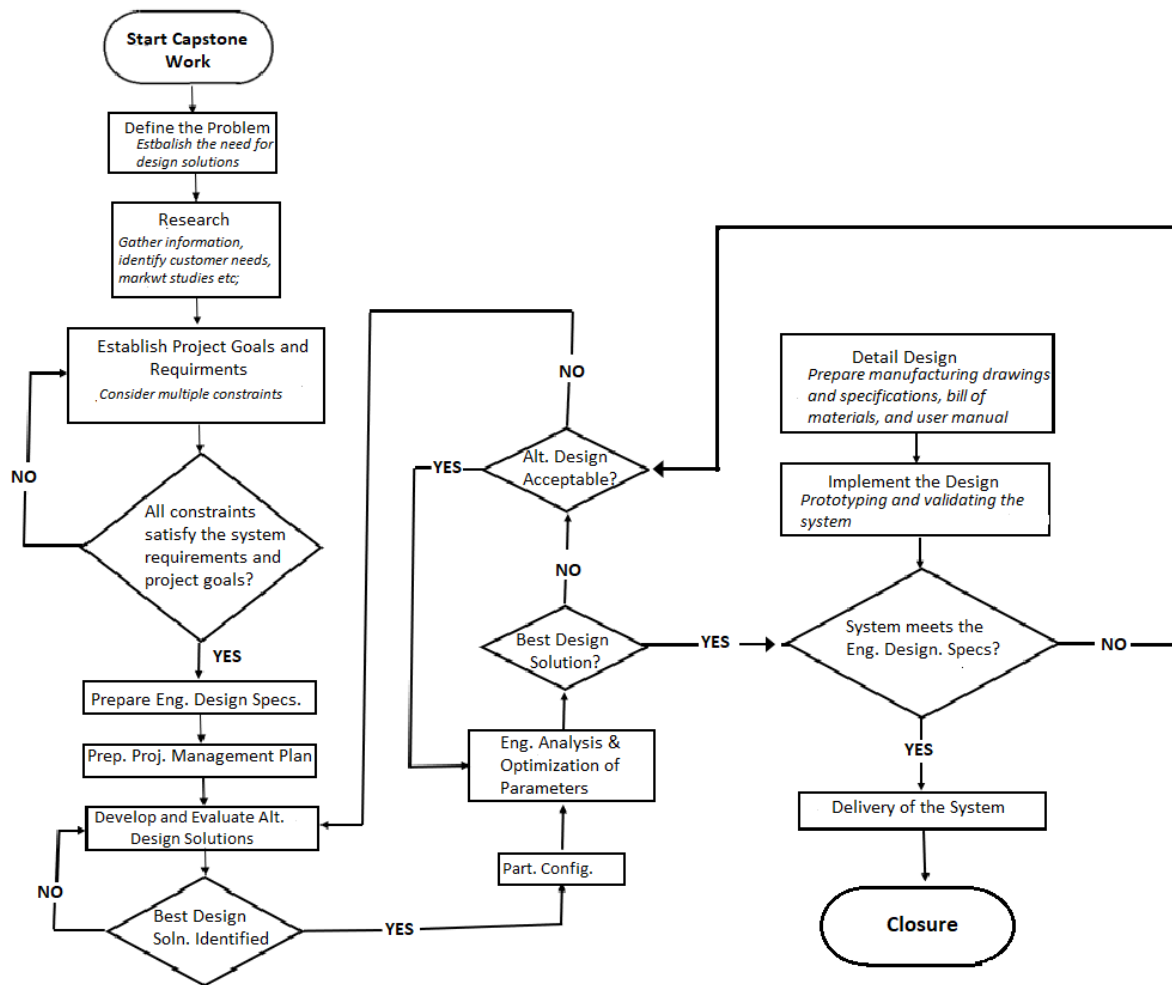 Start Capstone
Work
Define the Problem
Estbalish the need for
design solutions
Research
Gather information,
identify customer needs,
markwt studies etc;
Establish Project Goals and
Requirments
Consider multiple constraints
NO
All constraints
satisfy the system
requirements and
project goals?
YES
Prepare Eng. Design Specs.
Prep. Proj. Management Plan
Develop and Evaluate Alt.
Design Solutions
NO
Best Design
Soln. Identified
YES
Part. Config.
Eng. Analysis &
Optimization of
Parameters
Best Design
Solution?
NO
YES
Alt. Design
Acceptable?
YES
NO
Detail Design
Prepare manufacturing drawings
and specifications, bill of
materials, and user manual
Implement the Design
Prototyping and validating the
system
System meets the
Eng. Design. Specs?
NO
YES
Delivery of the System
Closure